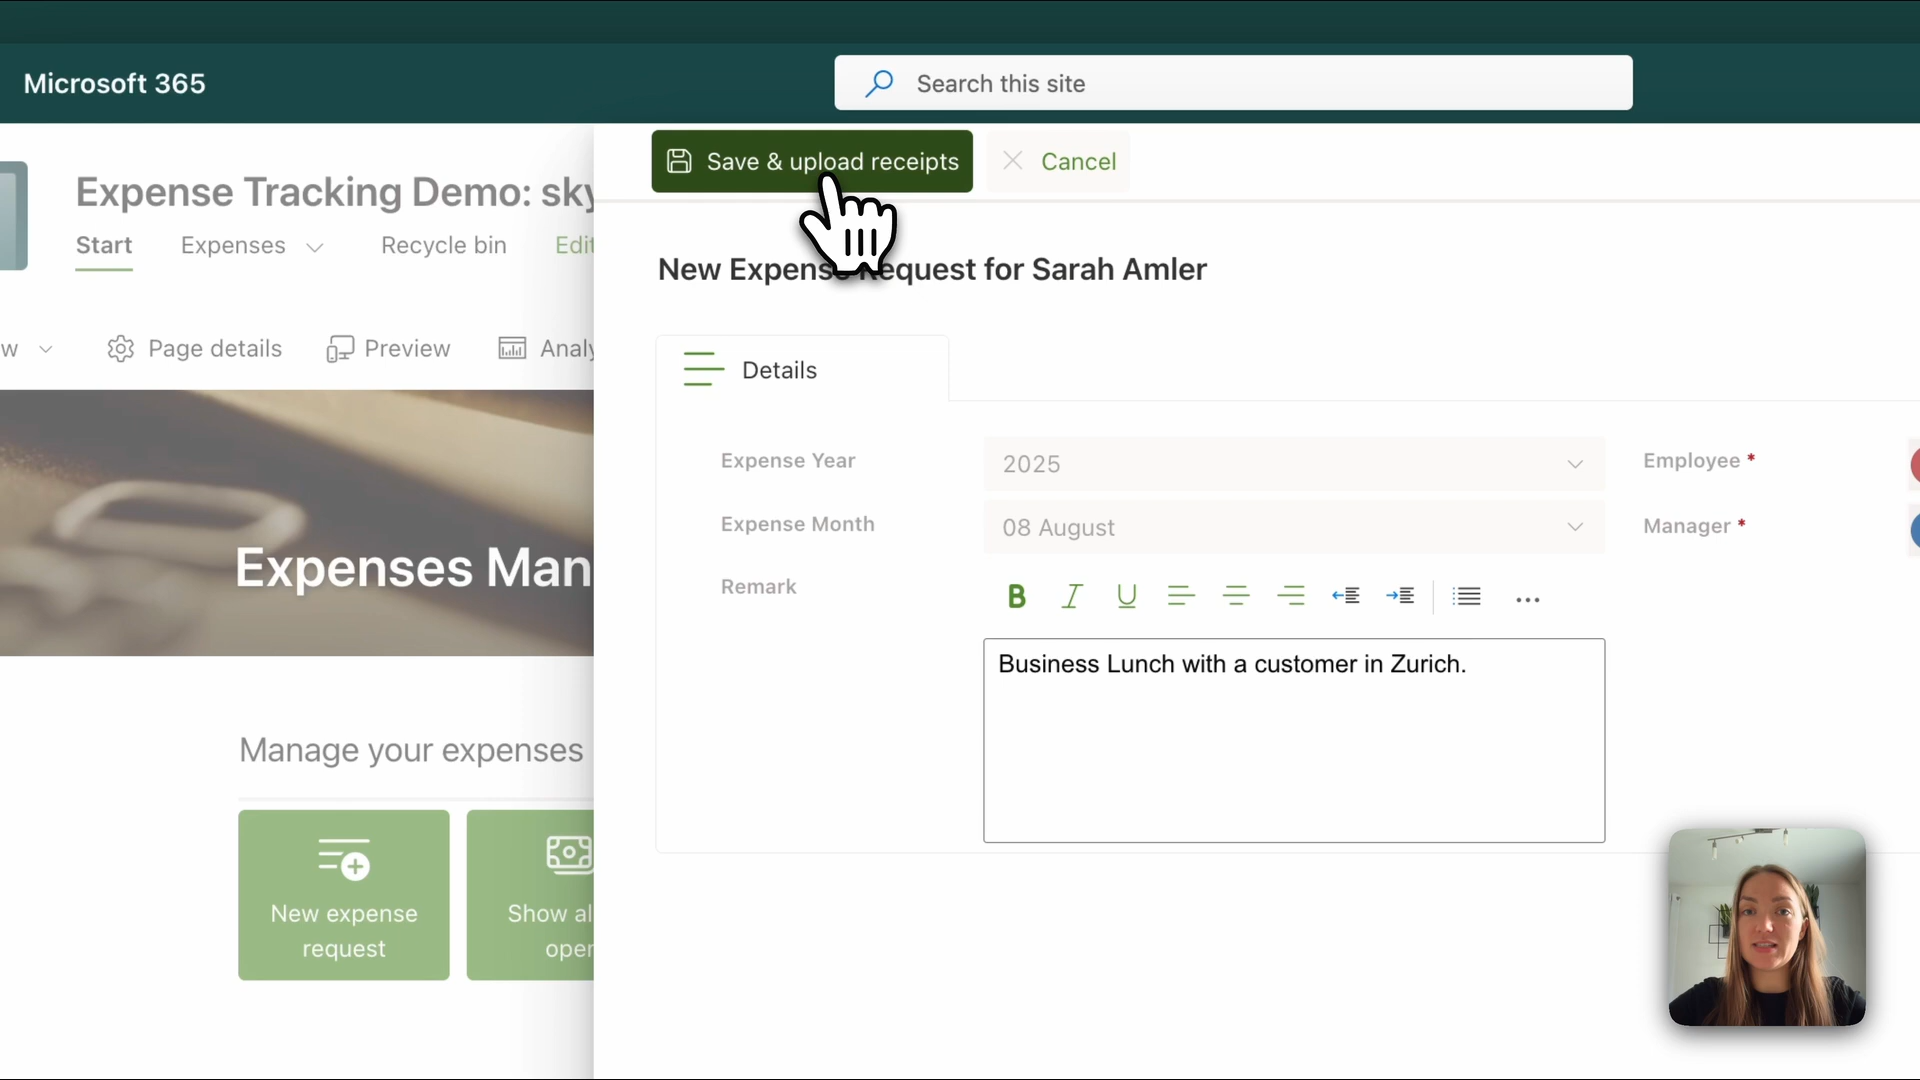 Microsoft 365
Search this site
Save & upload receipts
Cancel
Expense Tracking Demo: sky
Start
Expenses
Recycle bin
Edit
New Expense Request for Sarah Amler
w
Page details
Preview
Analy
Details
Expense Year
2025
Employee *
Expense Month
08 August
Manager *
Remark
B I U
Business Lunch with a customer in Zurich.
Expenses Man
Manage your expenses
New expense
request
Show al
oper